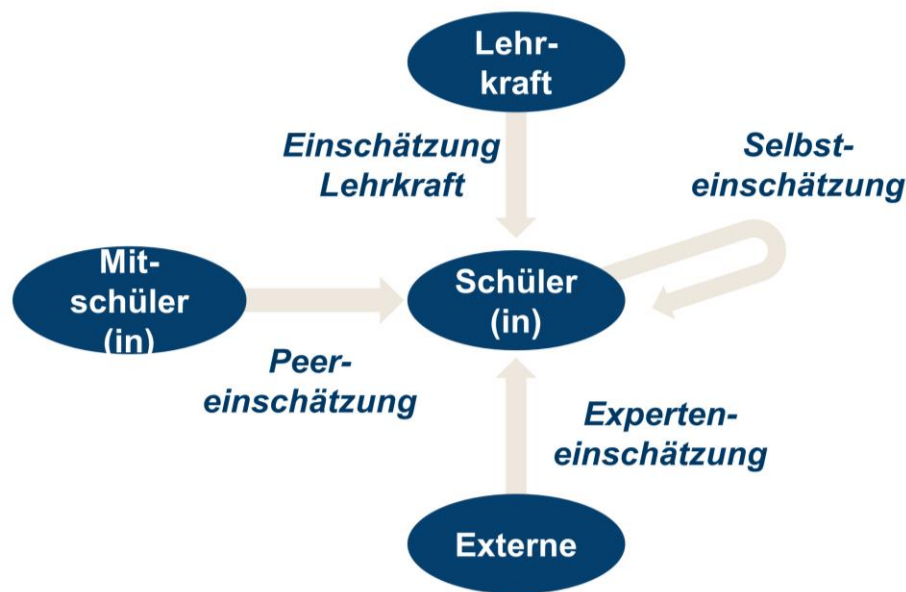 Lehr-
kraft
Einschätzung
Lehrkraft
Selbst-
einschätzung
Mit-
schüler
(in)
Schüler
(in)
Peer-
einschätzung
Experten-
einschätzung
Externe